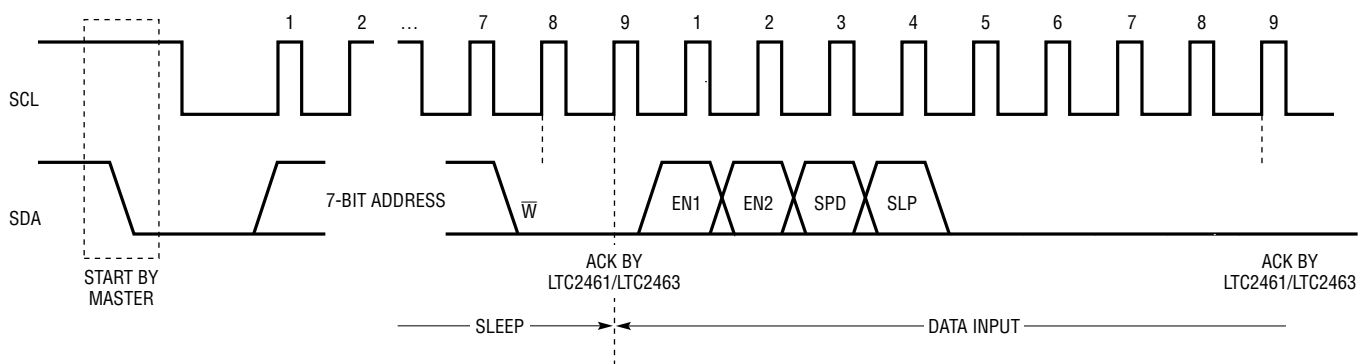 1 2 … 7 8 9 1 2 3 4 5 6 7 8 9
SCL
SDA
7-BIT ADDRESS
W̅
EN1 EN2 SPD SLP
START BY
MASTER
ACK BY
LTC2461/LTC2463
ACK BY
LTC2461/LTC2463
SLEEP
DATA INPUT